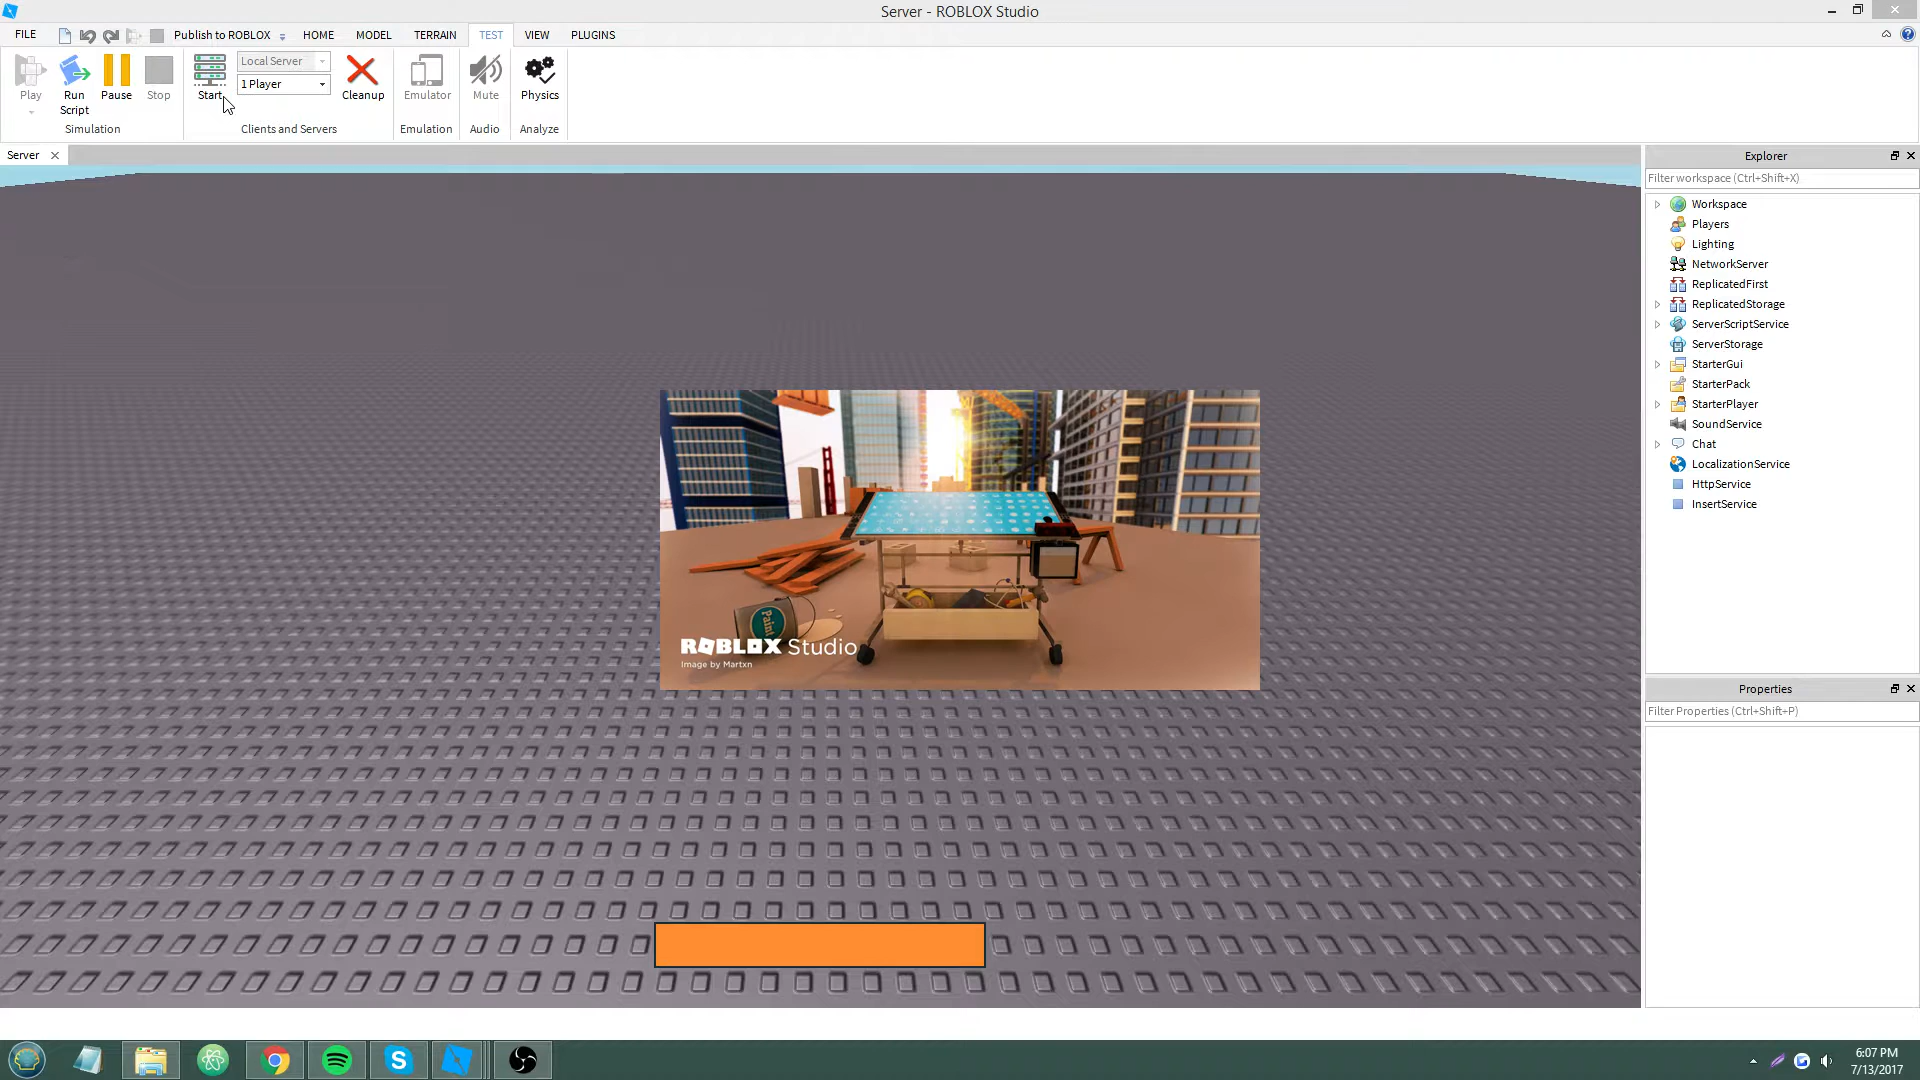 Server - ROBLOX Studio
FILE
Publish to ROBLOX
HOME
MODEL
TERRAIN
TEST
VIEW
PLUGINS
Play
Run
Script
Pause
Stop
Start
Local Server
1 Player
Cleanup
Emulator
Mute
Physics
Simulation
Clients and Servers
Emulation
Audio
Analyze
Server
Explorer
Filter workspace (Ctrl+Shift+X)
Workspace
Players
Lighting
NetworkServer
ReplicatedFirst
ReplicatedStorage
ServerScriptService
ServerStorage
StarterGui
StarterPack
StarterPlayer
SoundService
Chat
LocalizationService
HttpService
InsertService
Paint
ROBLOX Studio
Image by Martxn
Properties
Filter Properties (Ctrl+Shift+P)
6:07 PM
7/13/2017